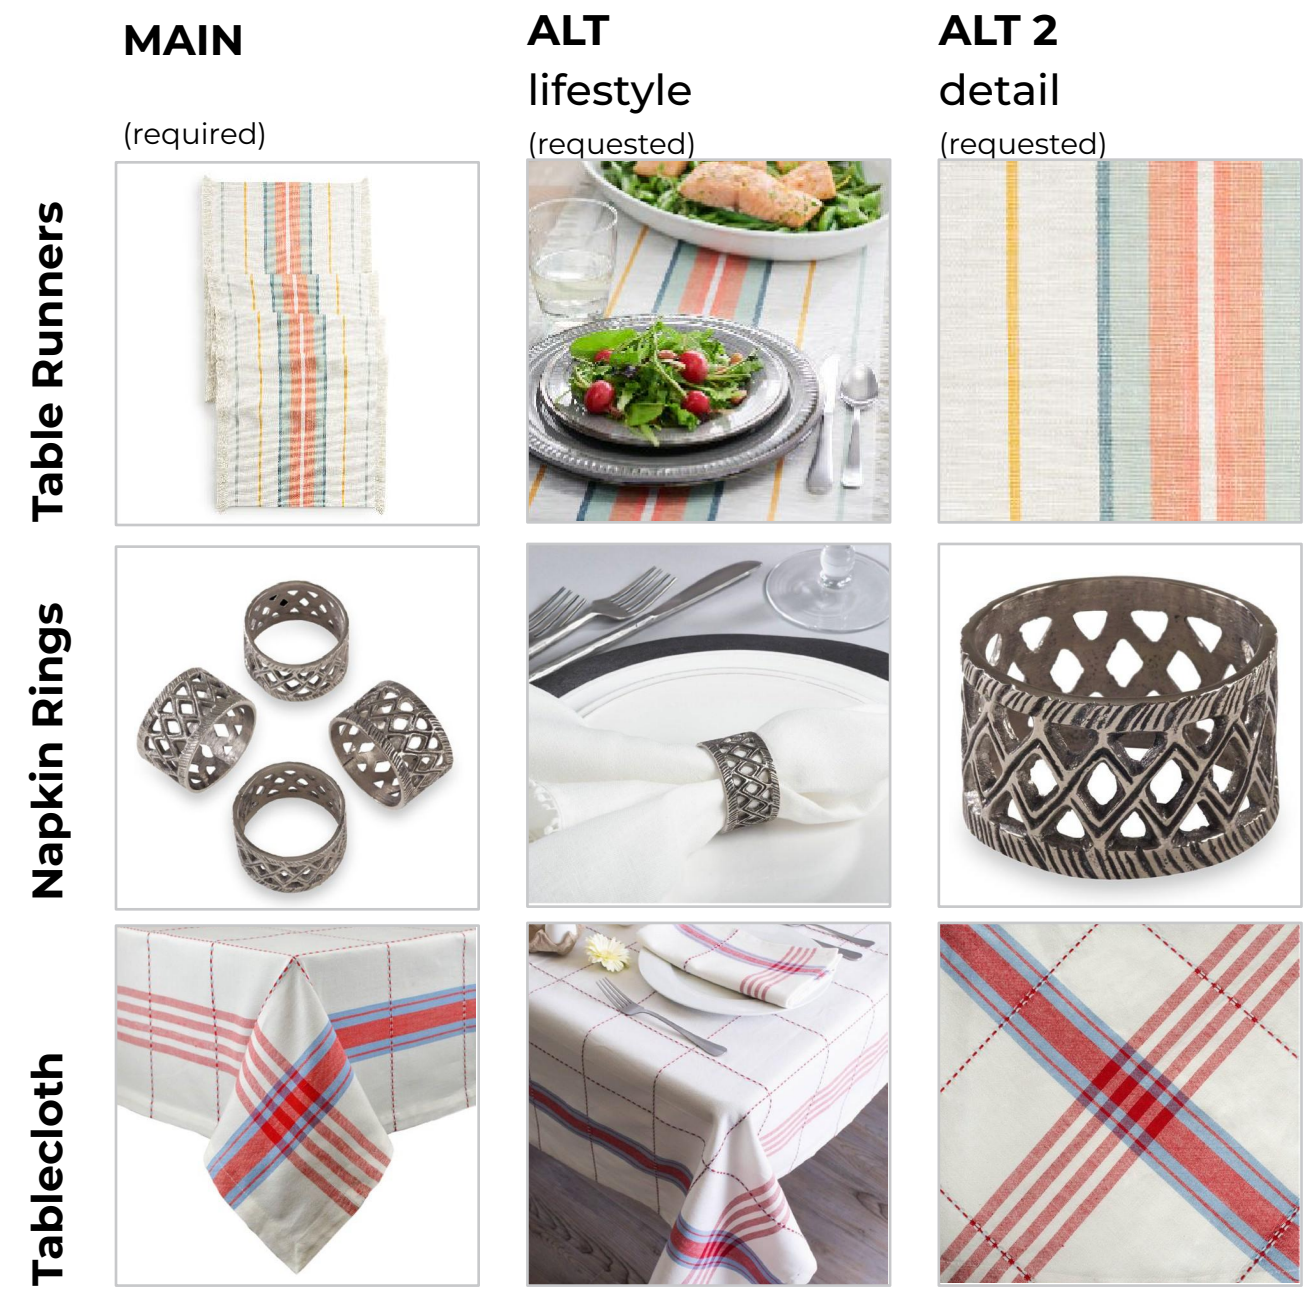 MAIN
(required)
ALT
lifestyle
(requested)
ALT 2
detail
(requested)
Table Runners
Napkin Rings
Tablecloth